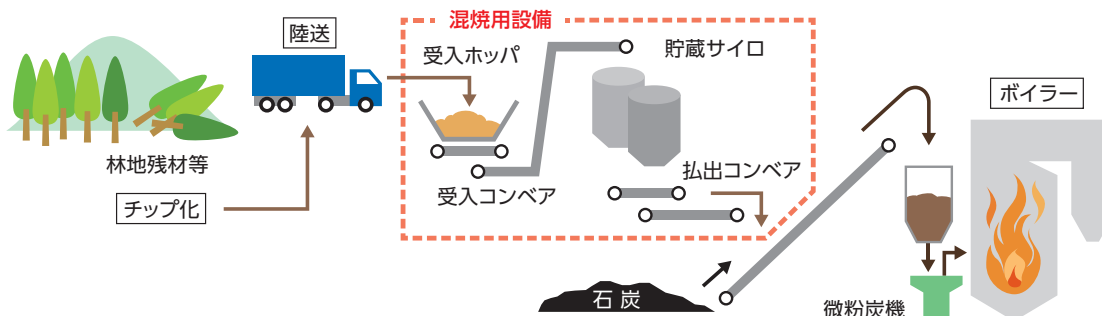 混焼用設備
陸送
受入ホッパ
貯蔵サイロ
ボイラー
林地残材等
受入コンベア
払出コンベア
チップ化
石炭
微粉炭機